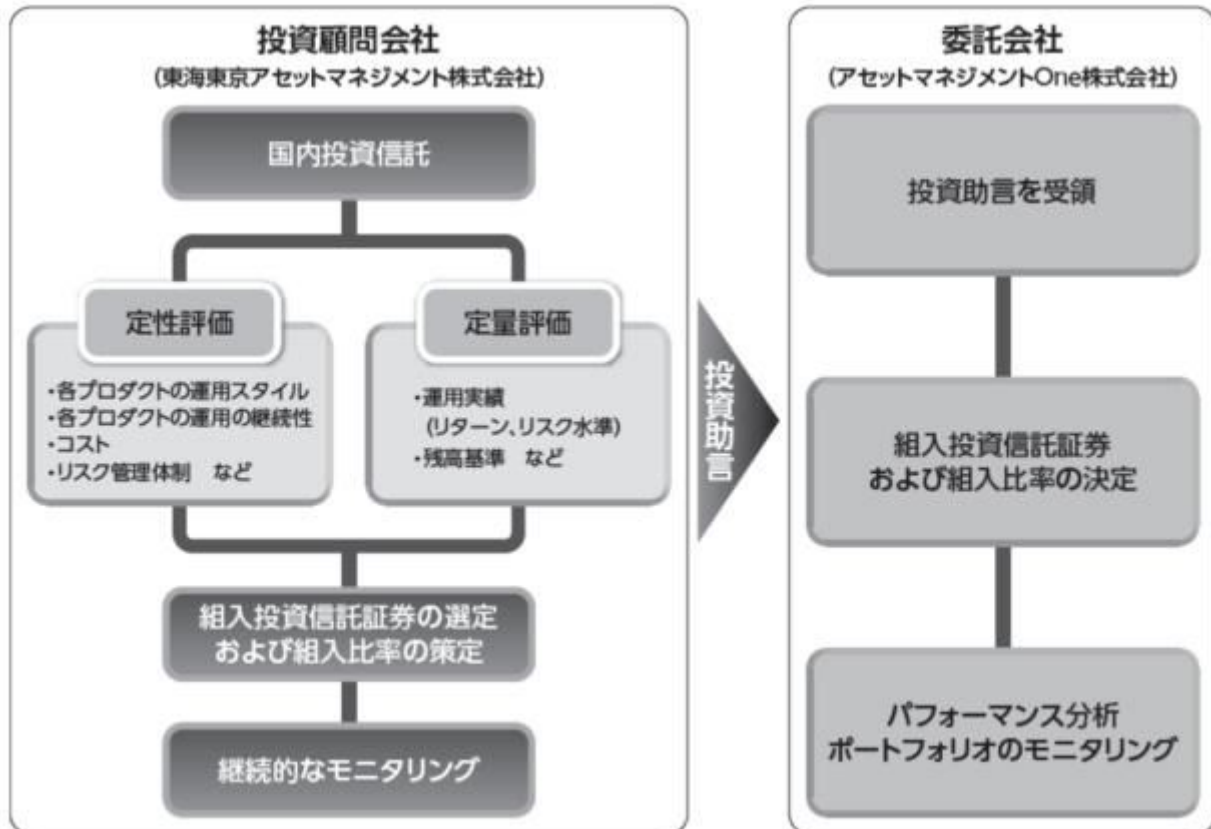 投資顧問会社
(東海東京アセットマネジメント株式会社)
国内投資信託
定性評価
・各プロダクトの運用スタイル
・各プロダクトの運用の継続性
・コスト
・リスク管理体制　など
定量評価
・運用実績
(リターン、リスク水準)
・残高基準　など
組入投資信託証券の選定
および組入比率の策定
継続的なモニタリング
投資助言
委託会社
(アセットマネジメントOne株式会社)
投資助言を受領
組入投資信託証券
および組入比率の決定
パフォーマンス分析
ポートフォリオのモニタリング